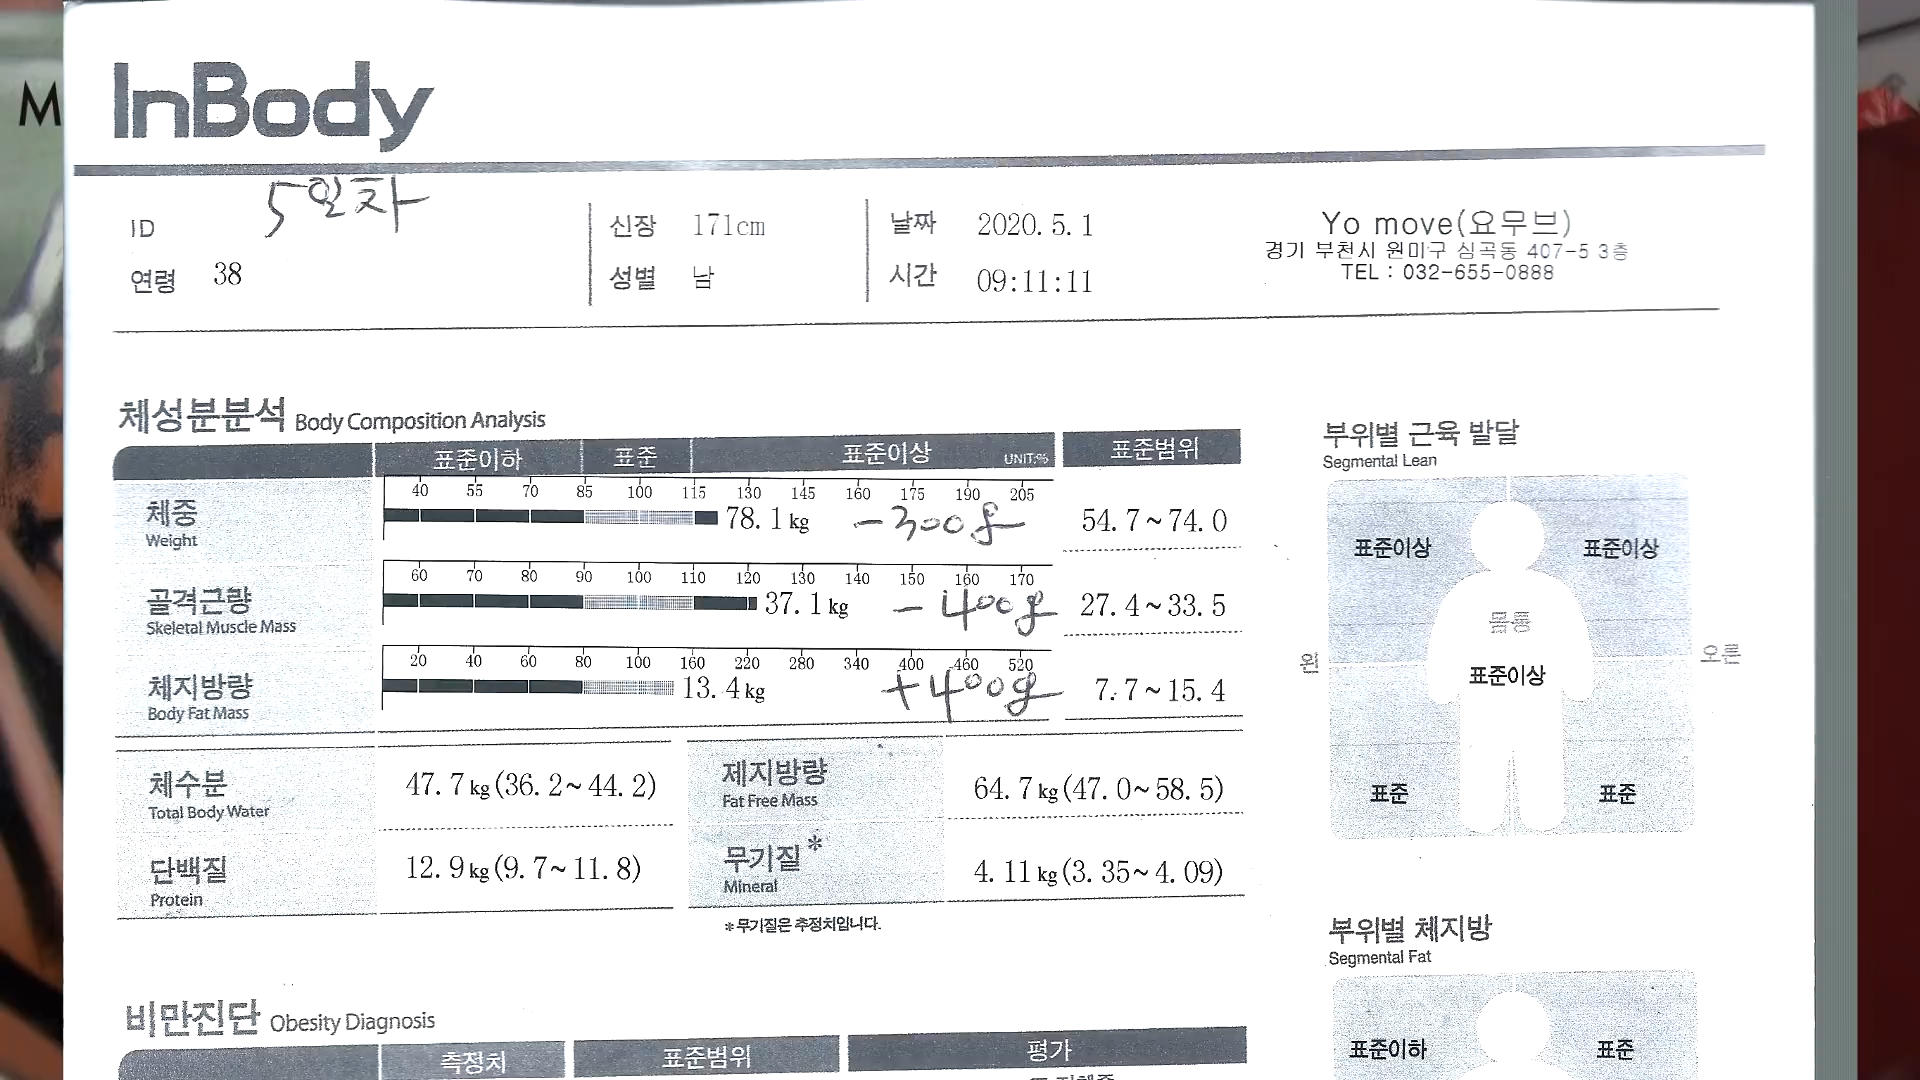 M
InBody
ID 5일차
연령 38
신장 171cm
성별 남
날짜 2020. 5. 1
시간 09:11:11
Yo move(요무브)
경기 부천시 원미구 심곡동 407-5 3층
TEL : 032-655-0888
체성분분석 Body Composition Analysis
표준이하 표준 표준이상 UNIT:% 표준범위
40 55 70 85 100 115 130 145 160 175 190 205
체중 78. 1 kg -300g 54. 7~74. 0
Weight
60 70 80 90 100 110 120 130 140 150 160 170
골격근량 37. 1 kg -400g 27. 4~33. 5
Skeletal Muscle Mass
20 40 60 80 100 160 220 280 340 400 460 520
체지방량 13. 4 kg +400g 7. 7~15. 4
Body Fat Mass
체수분 47. 7 kg (36. 2~44. 2)
Total Body Water
제지방량 64. 7 kg (47. 0~58. 5)
Fat Free Mass
단백질 12. 9 kg (9. 7~11. 8)
Protein
무기질* 4. 11 kg (3. 35~4. 09)
Mineral
*무기질은 추정치입니다.
부위별 근육 발달
Segmental Lean
표준이상 표준이상
몸통
왼 표준이상 오른
표준 표준
부위별 체지방
Segmental Fat
표준이하 표준
비만진단 Obesity Diagnosis
측정치 표준범위 평가